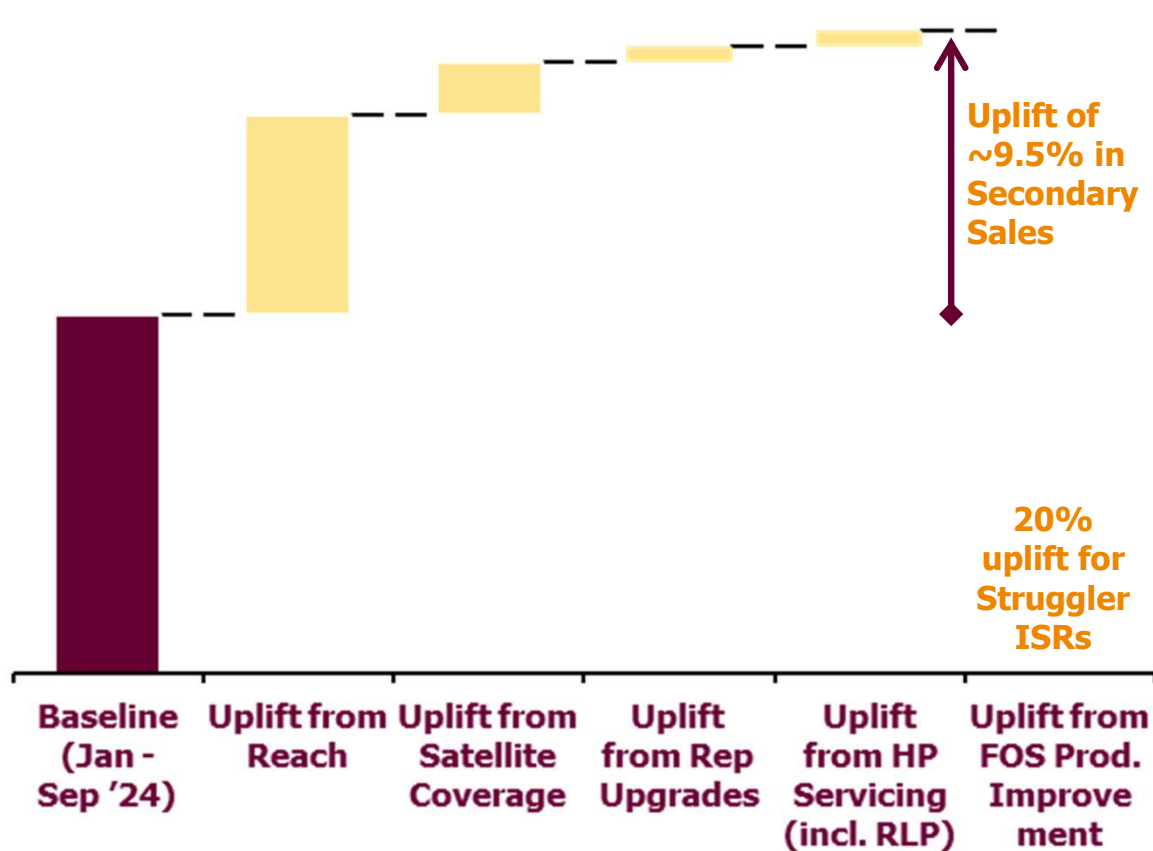 Uplift of
~9.5% in
Secondary
Sales
20%
uplift for
Struggler
ISRs
Baseline
(Jan -
Sep ’24)
Uplift from
Reach
Uplift from
Satellite
Coverage
Uplift
from Rep
Upgrades
Uplift
from HP
Servicing
(incl. RLP)
Uplift from
FOS Prod.
Improve
ment